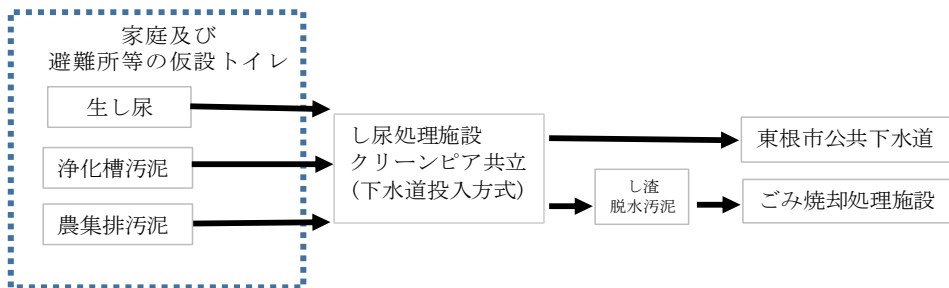 家庭及び
避難所等の仮設トイレ
生し尿
浄化槽汚泥
農集排汚泥
し尿処理施設
クリーンピア共立
(下水道投入方式)
東根市公共下水道
し渣
脱水汚泥
ごみ焼却処理施設